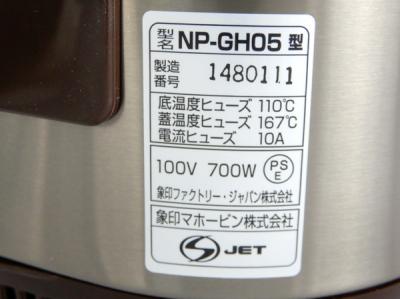 型名 NP-GH05 型
製造番号 1480111
底温度ヒューズ 110℃
蓋温度ヒューズ 167℃
電流ヒューズ 10A
100V 700W PSE
象印ファクトリー・ジャパン株式会社
象印マホービン株式会社
S JET